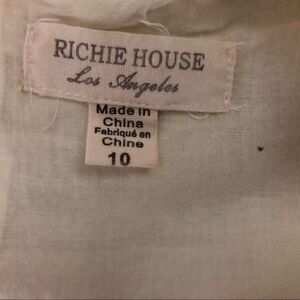 RICHIE HOUSE
Los Angeles
Made in
China
Fabriqué en
Chine
10